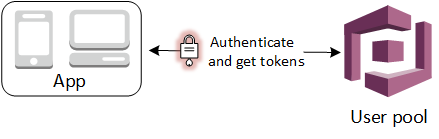 Authenticate
and get tokens
App
User pool